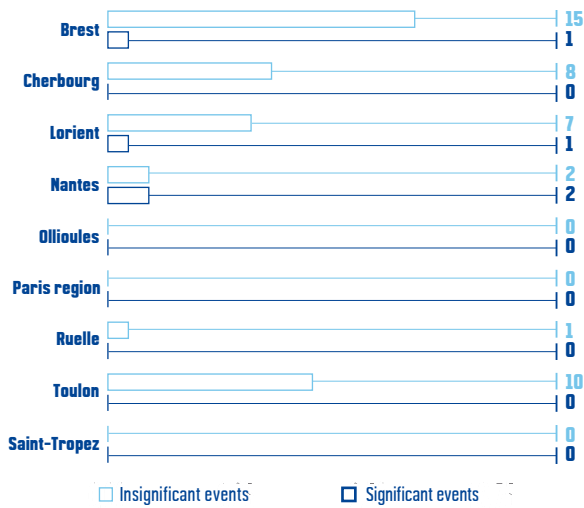 Brest 15
1
Cherbourg 8
0
Lorient 7
1
Nantes 2
2
Ollioules 0
0
Paris region 0
0
Ruelle 1
0
Toulon 10
0
Saint-Tropez 0
0
Insignificant events Significant events